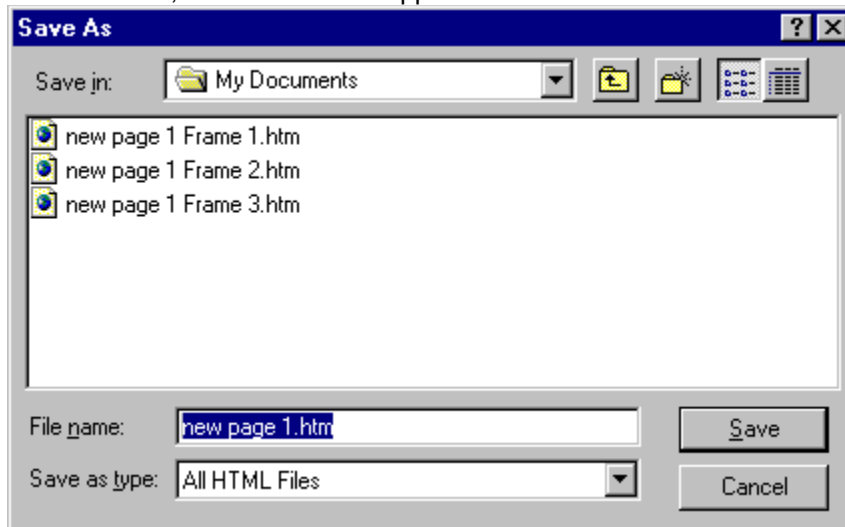 Save As
Save in: My Documents
new page 1 Frame 1.htm
new page 1 Frame 2.htm
new page 1 Frame 3.htm
File name: new page 1.htm Save
Save as type: All HTML Files Cancel